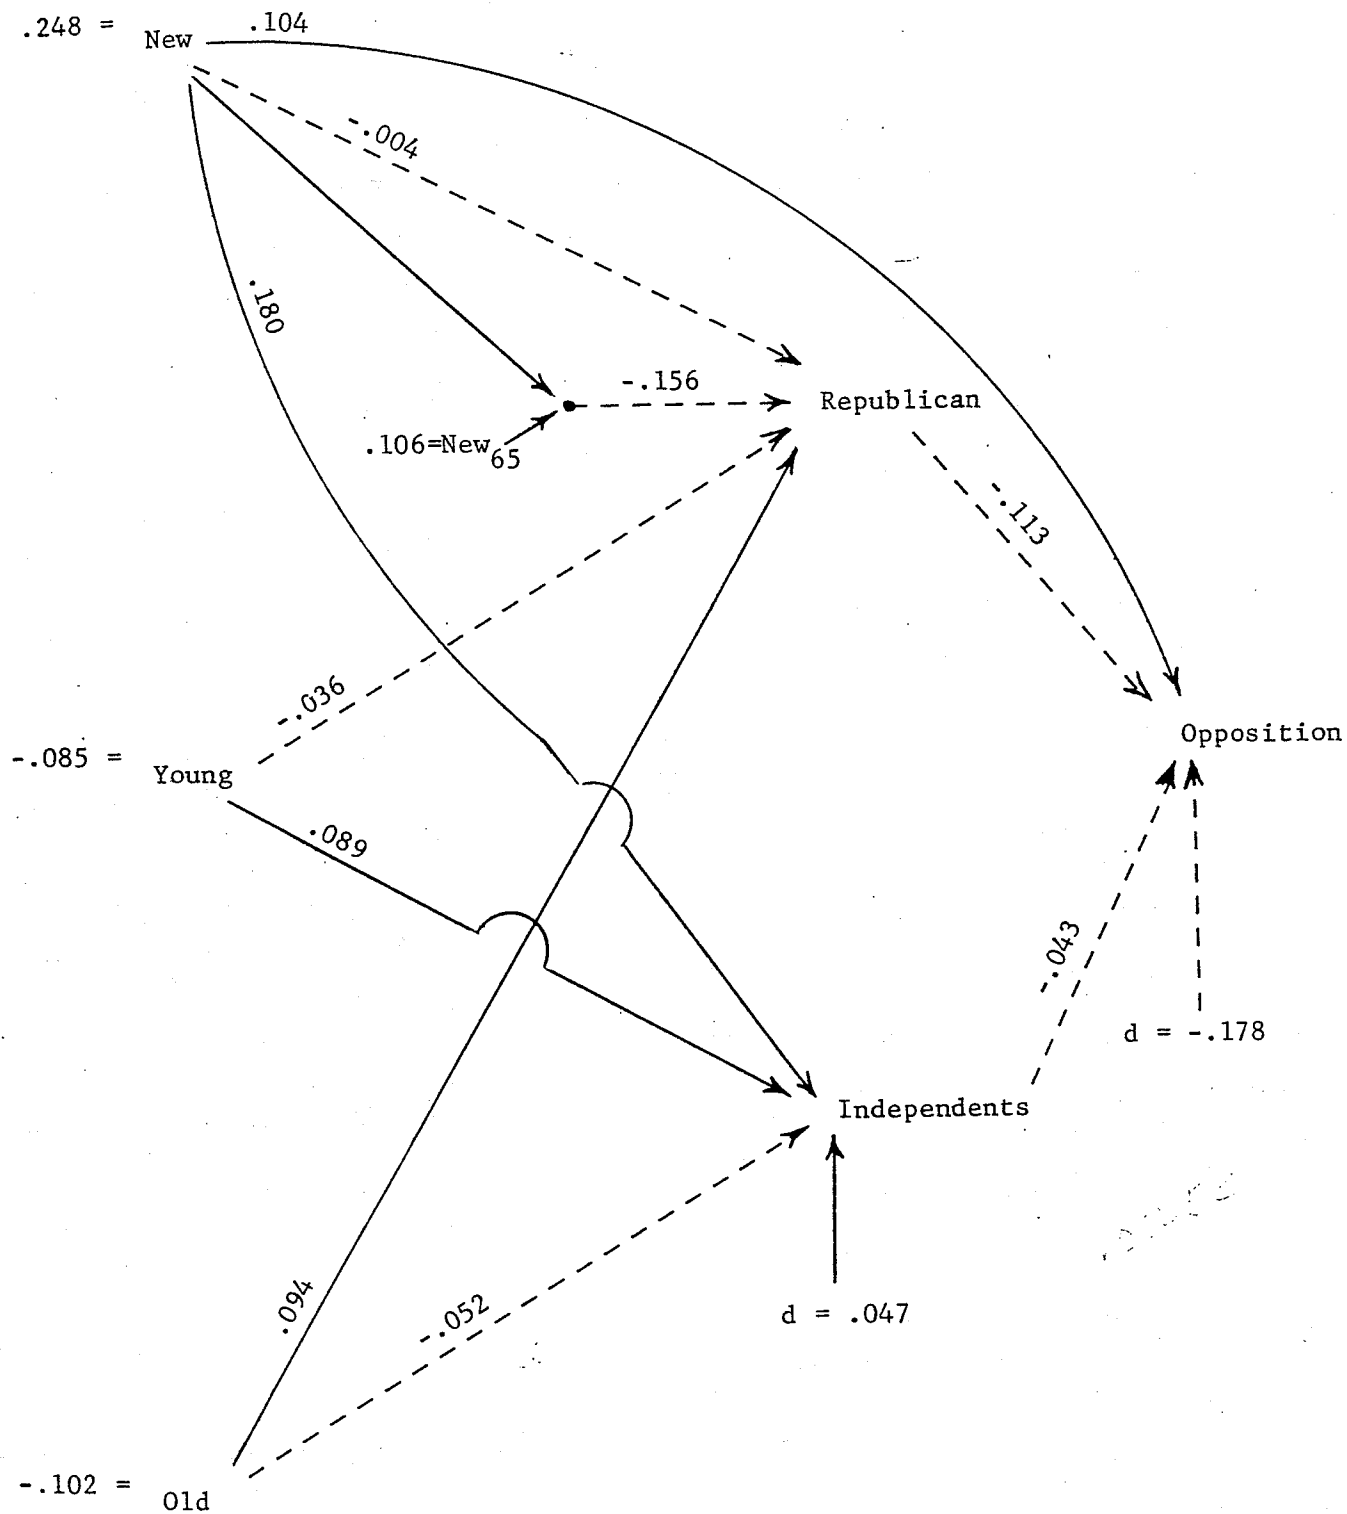 .248 = New .104
-.004
.180
-.156
Republican
.106=New65
-.113
-.036
Opposition
-.085 = Young
.089
-.043
d = -.178
Independents
.094
-.052
d = .047
-.102 = Old